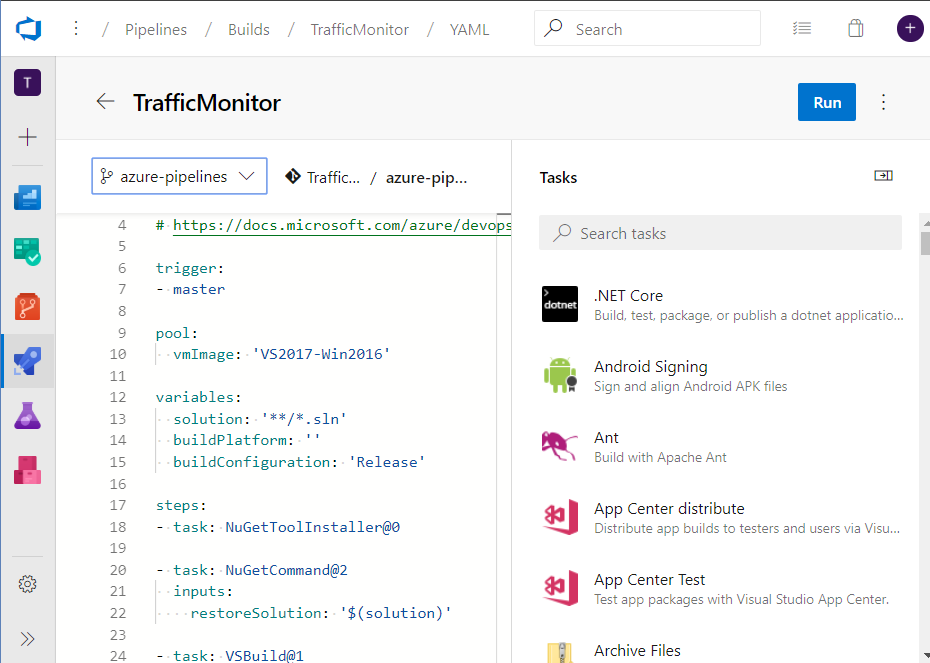 / Pipelines / Builds / TrafficMonitor / YAML
Search
T
TrafficMonitor
Run
azure-pipelines
Traffic... / azure-pip...
4 # https://docs.microsoft.com/azure/devops
5
6 trigger:
7 - master
8
9 pool:
10 vmImage: 'VS2017-Win2016'
11
12 variables:
13 solution: '**/*.sln'
14 buildPlatform: ''
15 buildConfiguration: 'Release'
16
17 steps:
18 - task: NuGetToolInstaller@0
19
20 - task: NuGetCommand@2
21 inputs:
22 restoreSolution: '$(solution)'
23
24 - task: VSBuild@1
Tasks
Search tasks
dotnet
.NET Core
Build, test, package, or publish a dotnet applicatio...
Android Signing
Sign and align Android APK files
Ant
Build with Apache Ant
App Center distribute
Distribute app builds to testers and users via Visu...
App Center Test
Test app packages with Visual Studio App Center.
Archive Files